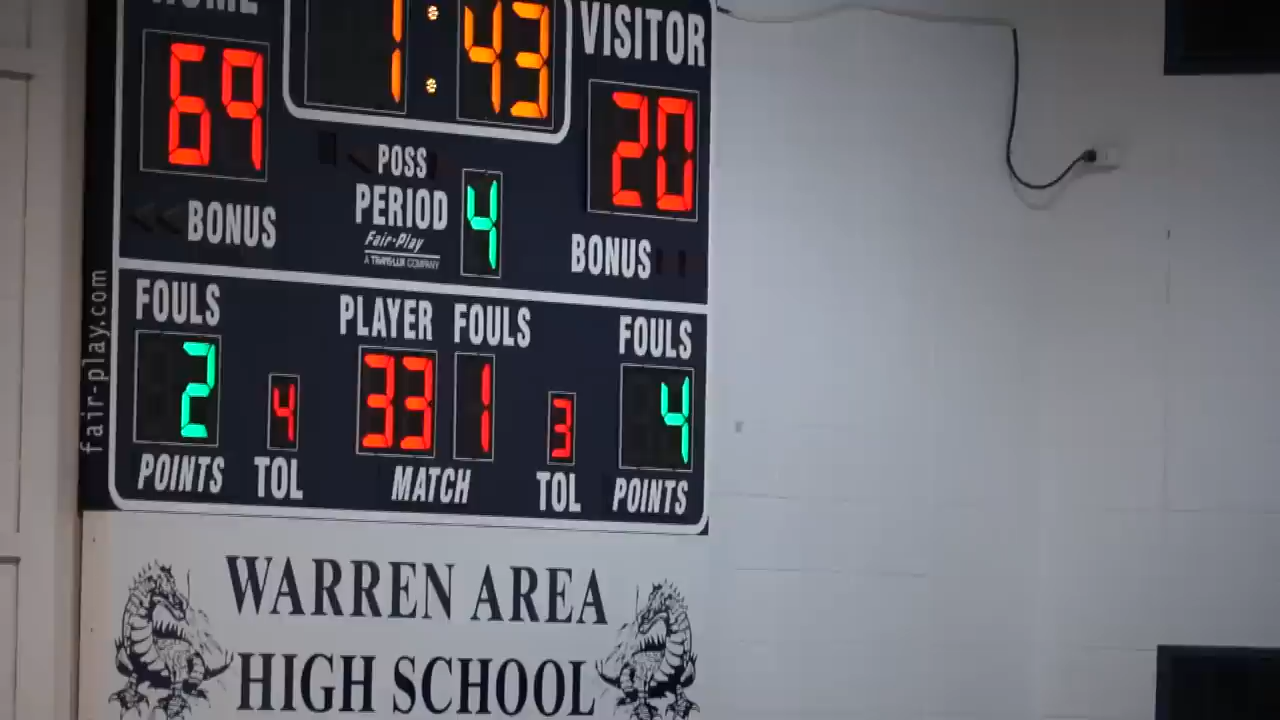 HOME
1:43
VISITOR
69
20
POSS
PERIOD
4
Fair-Play
A TRANS-LUX COMPANY
BONUS
BONUS
fair-play.com
FOULS
PLAYER FOULS
FOULS
2
4
33
1
3
4
POINTS
TOL
MATCH
TOL
POINTS
WARREN AREA
HIGH SCHOOL